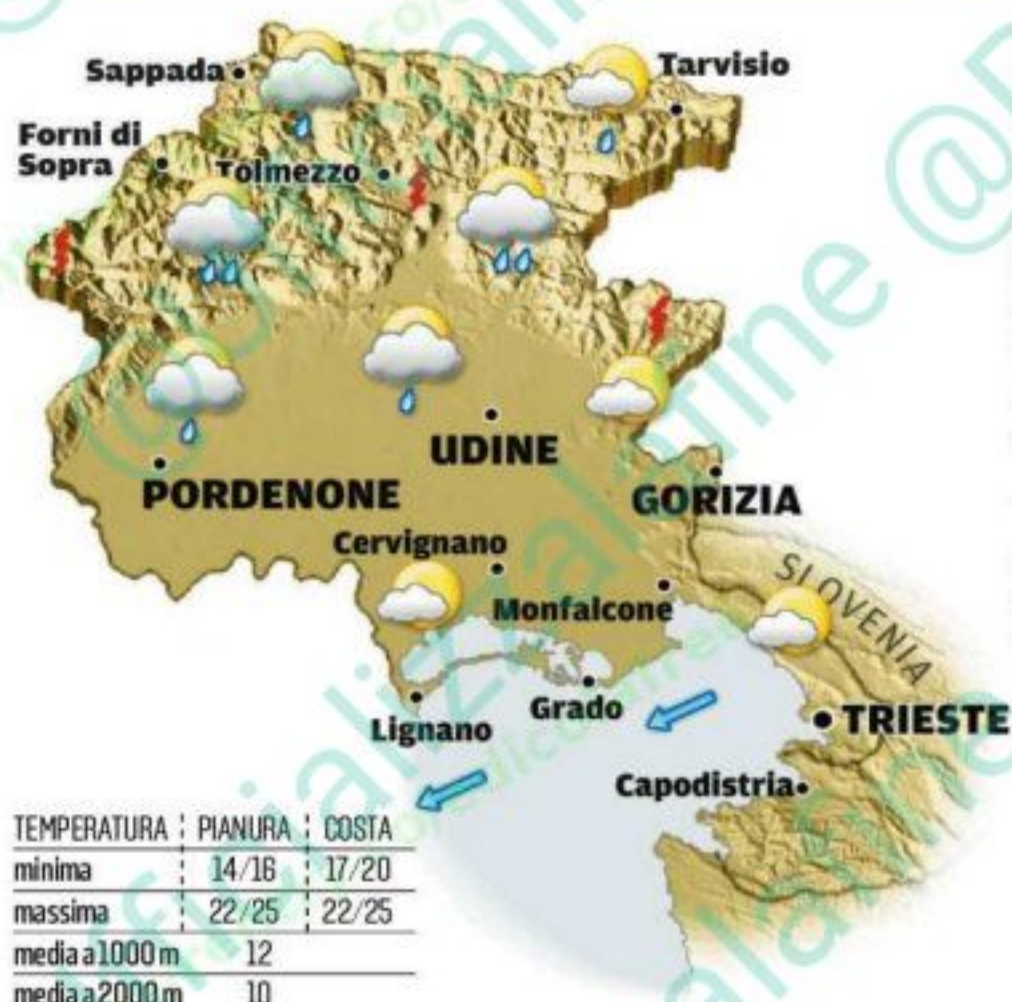 Sappada
Tarvisio
Forni di
Sopra
Tolmezzo
UDINE
PORDENONE
GORIZIA
Cervignano
Monfalcone
SLOVENIA
Grado
Lignano
TRIESTE
Capodistria
TEMPERATURA PIANURA COSTA
minima 14/16 17/20
massima 22/25 22/25
media a 1000 m 12
media a 2000 m 10